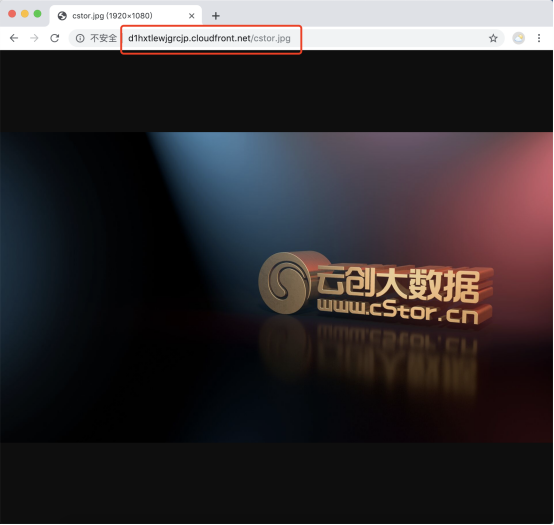 cstor.jpg (1920×1080)
不安全
d1hxtlewjgrcjp.cloudfront.net/cstor.jpg
云创大数据
www.cStor.cn